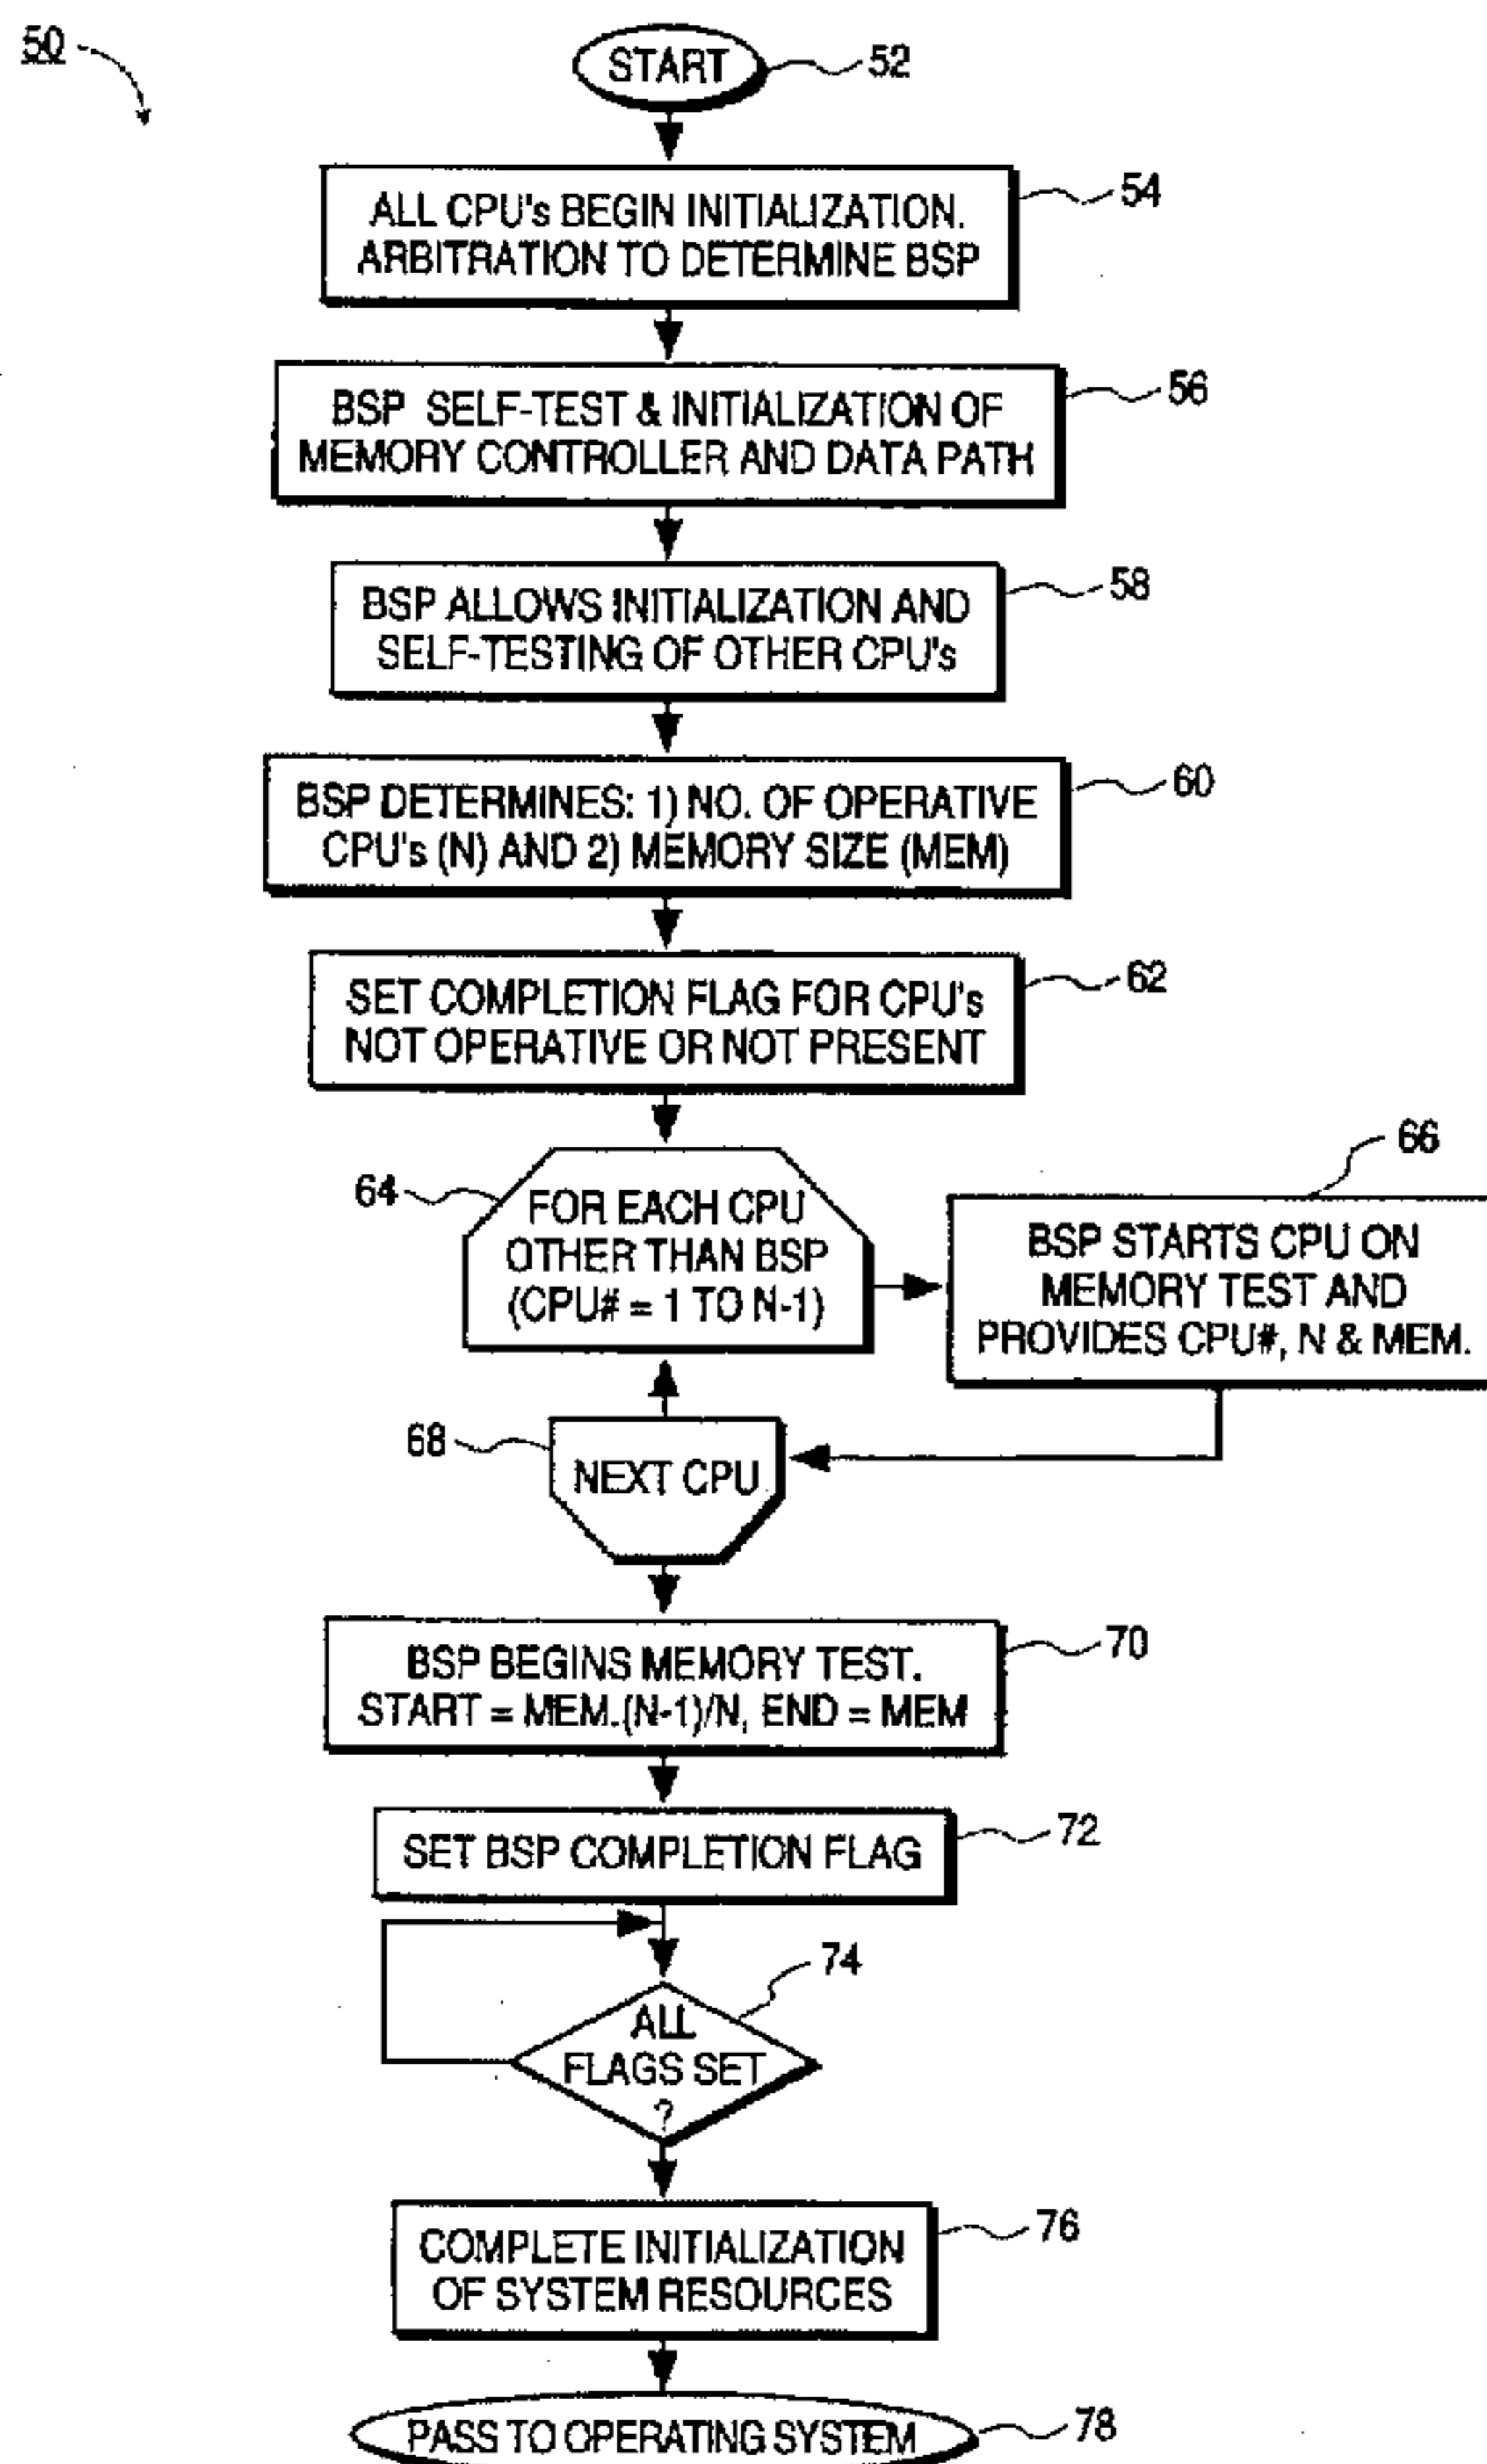 50
START
52
ALL CPU's BEGIN INITIALIZATION.
ARBITRATION TO DETERMINE BSP
54
BSP SELF-TEST & INITIALIZATION OF
MEMORY CONTROLLER AND DATA PATH
56
BSP ALLOWS INITIALIZATION AND
SELF-TESTING OF OTHER CPU's
58
BSP DETERMINES: 1) NO. OF OPERATIVE
CPU's (N) AND 2) MEMORY SIZE (MEM)
60
SET COMPLETION FLAG FOR CPU's
NOT OPERATIVE OR NOT PRESENT
62
64
FOR EACH CPU
OTHER THAN BSP
(CPU# = 1 TO N-1)
66
BSP STARTS CPU ON
MEMORY TEST AND
PROVIDES CPU#, N & MEM.
68
NEXT CPU
BSP BEGINS MEMORY TEST.
START = MEM.(N-1)/N, END = MEM
70
SET BSP COMPLETION FLAG
72
74
ALL
FLAGS SET
?
COMPLETE INITIALIZATION
OF SYSTEM RESOURCES
76
PASS TO OPERATING SYSTEM
78